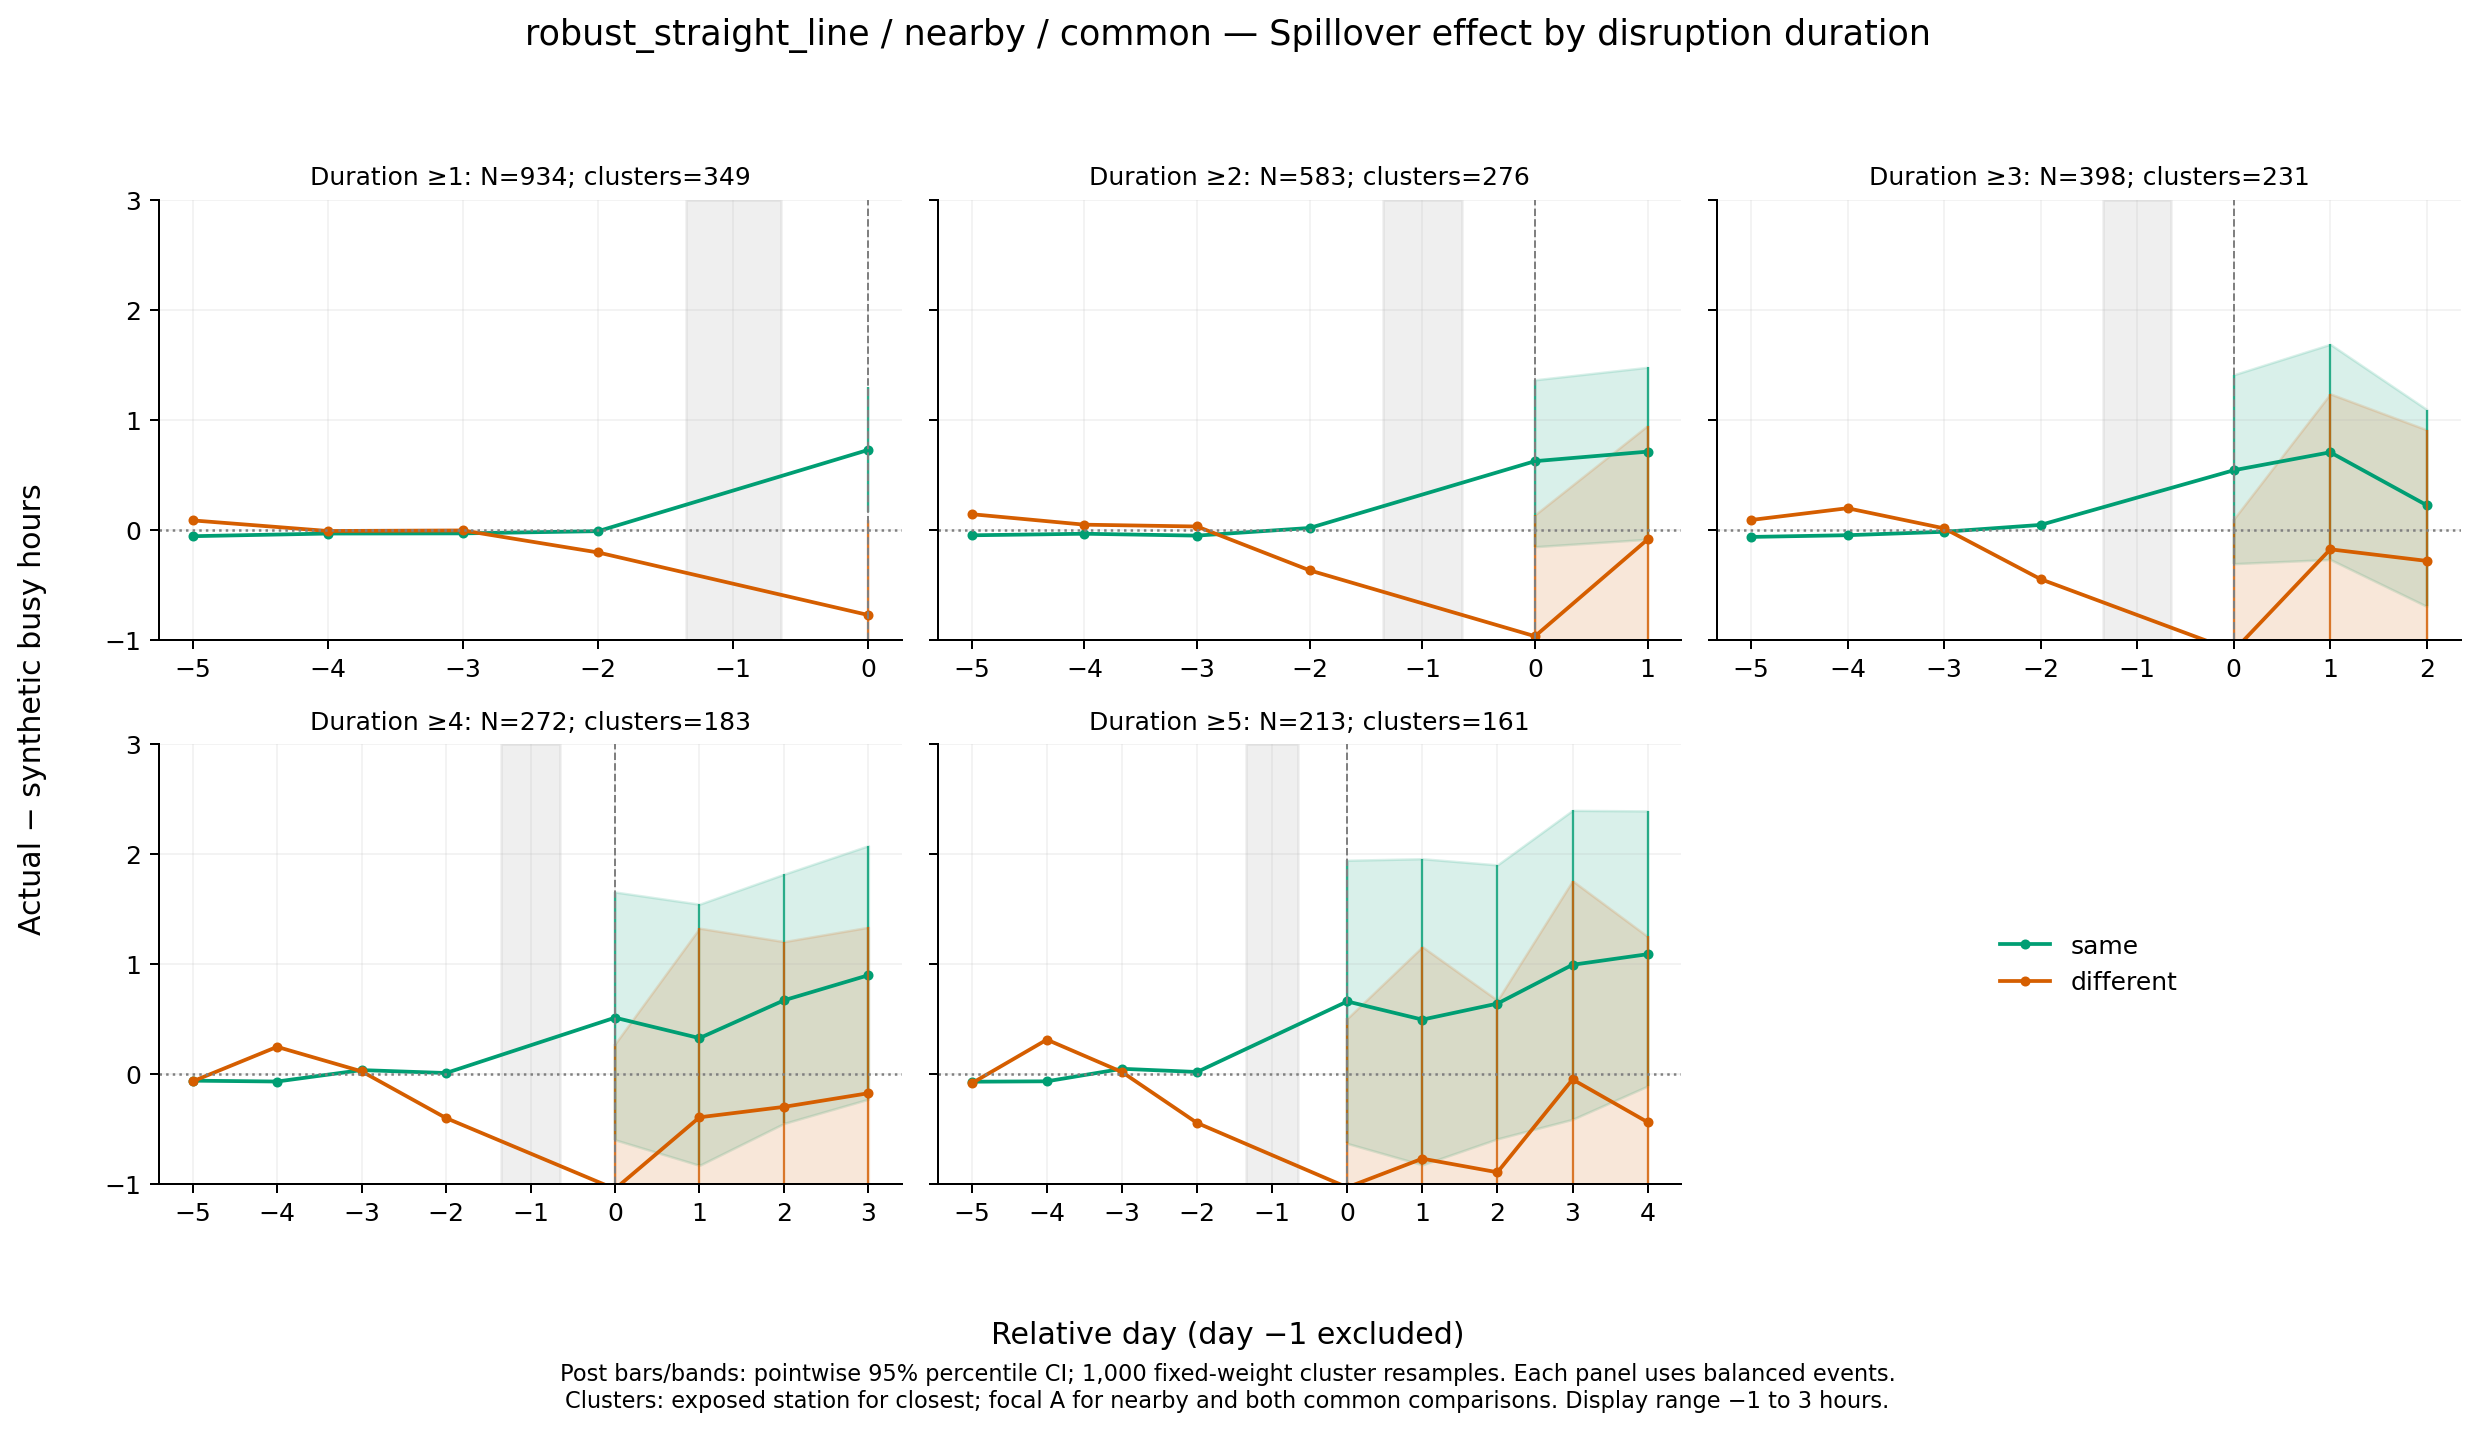 robust_straight_line / nearby / common — Spillover effect by disruption duration
Duration ≥1: N=934; clusters=349
Duration ≥2: N=583; clusters=276
Duration ≥3: N=398; clusters=231
Actual − synthetic busy hours
3
2
1
0
−1
−5 −4 −3 −2 −1 0
−5 −4 −3 −2 −1 0 1
−5 −4 −3 −2 −1 0 1 2
Duration ≥4: N=272; clusters=183
Duration ≥5: N=213; clusters=161
3
2
1
0
−1
−5 −4 −3 −2 −1 0 1 2 3
−5 −4 −3 −2 −1 0 1 2 3 4
same
different
Relative day (day −1 excluded)
Post bars/bands: pointwise 95% percentile CI; 1,000 fixed-weight cluster resamples. Each panel uses balanced events.
Clusters: exposed station for closest; focal A for nearby and both common comparisons. Display range −1 to 3 hours.